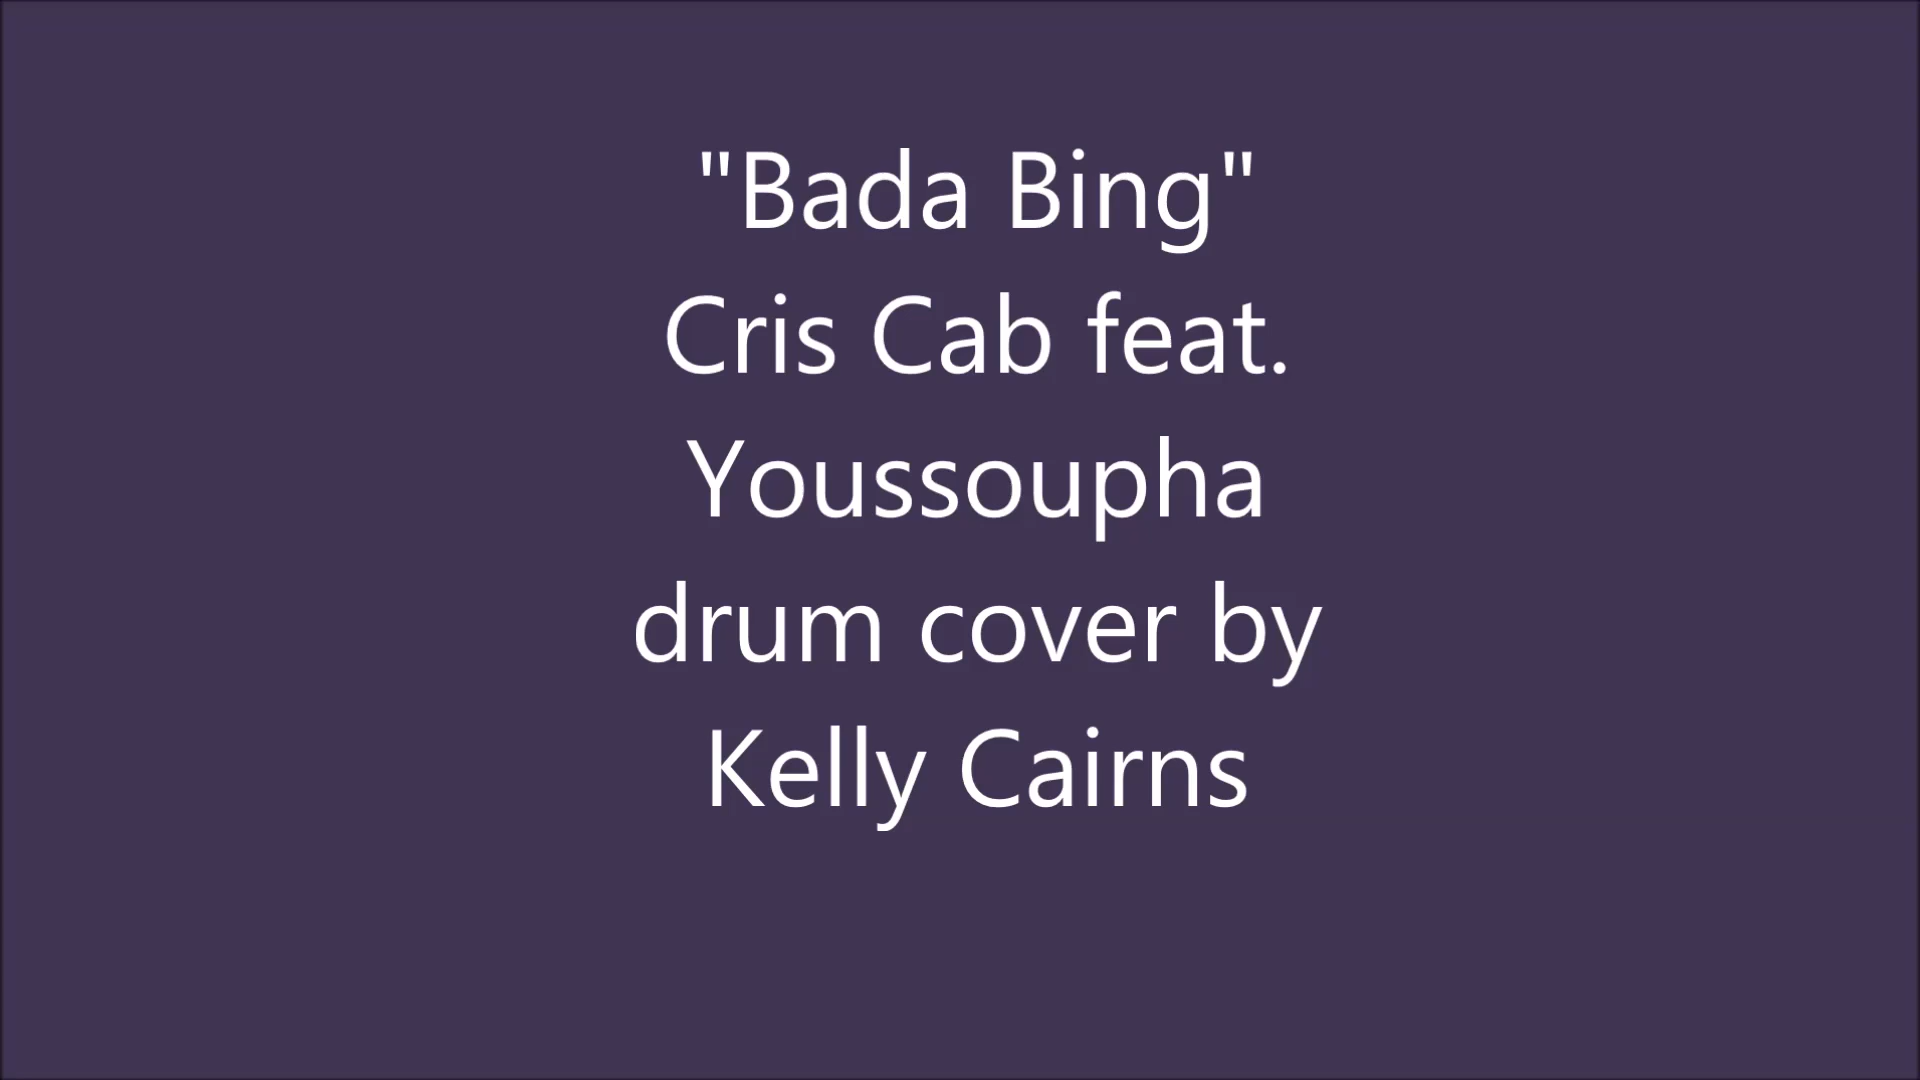 "Bada Bing"
Cris Cab feat.
Youssoupha
drum cover by
Kelly Cairns